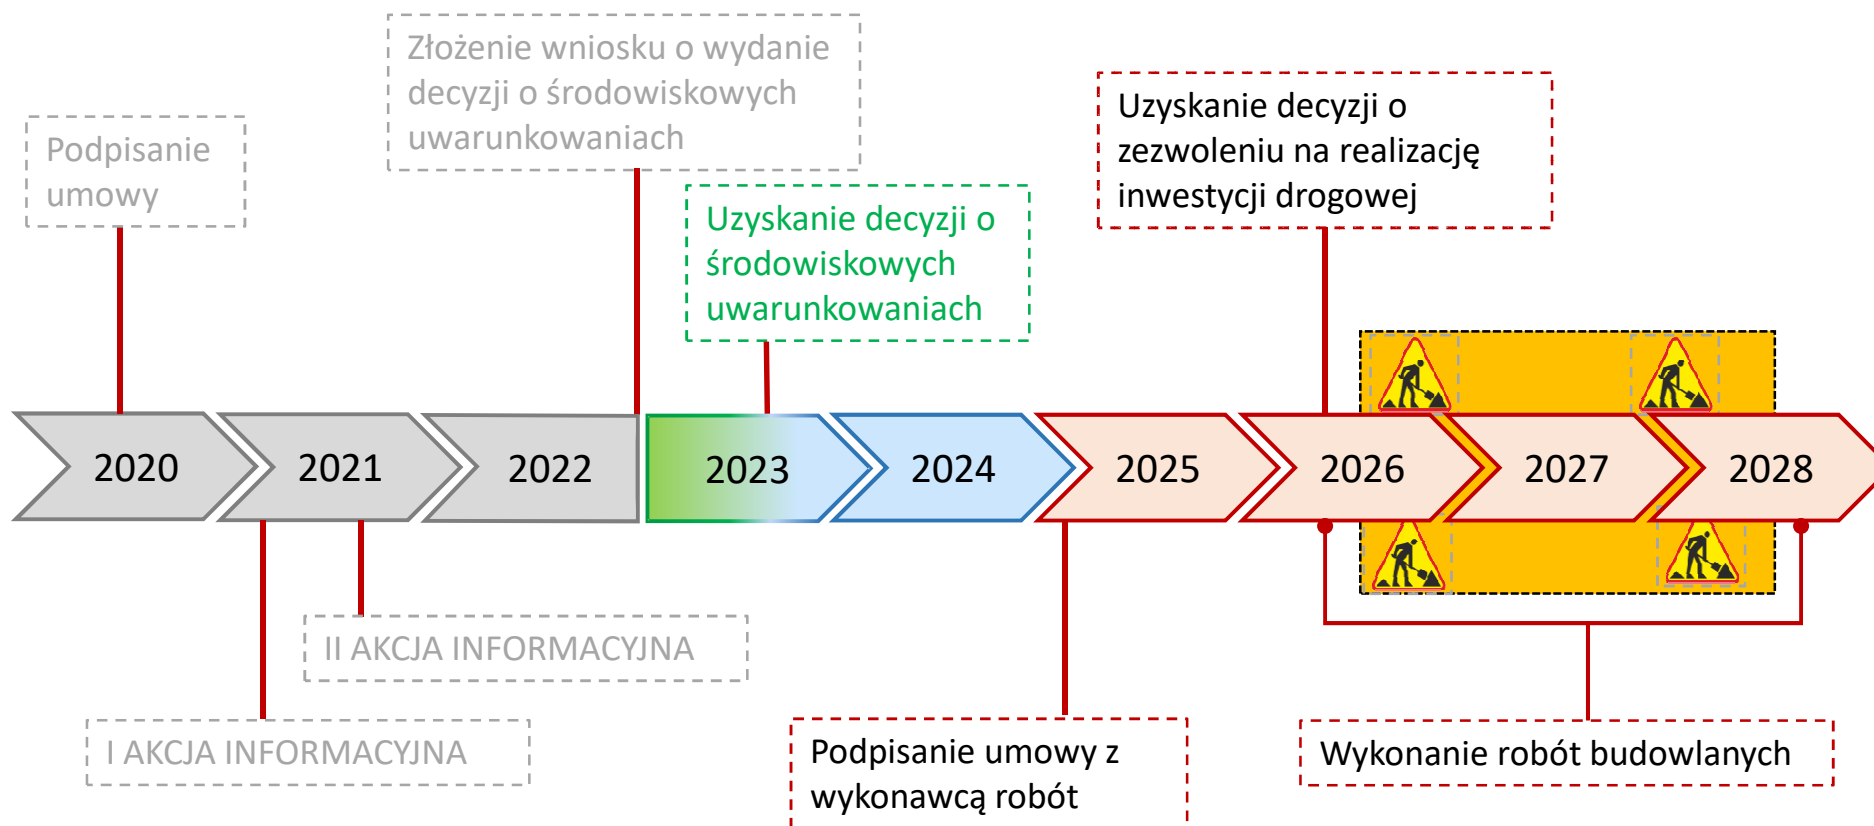 Złożenie wniosku o wydanie
decyzji o środowiskowych
uwarunkowaniach
Podpisanie
umowy
Uzyskanie decyzji o
zezwoleniu na realizację
inwestycji drogowej
Uzyskanie decyzji o
środowiskowych
uwarunkowaniach
2020
2021
2022
2023
2024
2025
2026
2027
2028
II AKCJA INFORMACYJNA
I AKCJA INFORMACYJNA
Podpisanie umowy z
wykonawcą robót
Wykonanie robót budowlanych